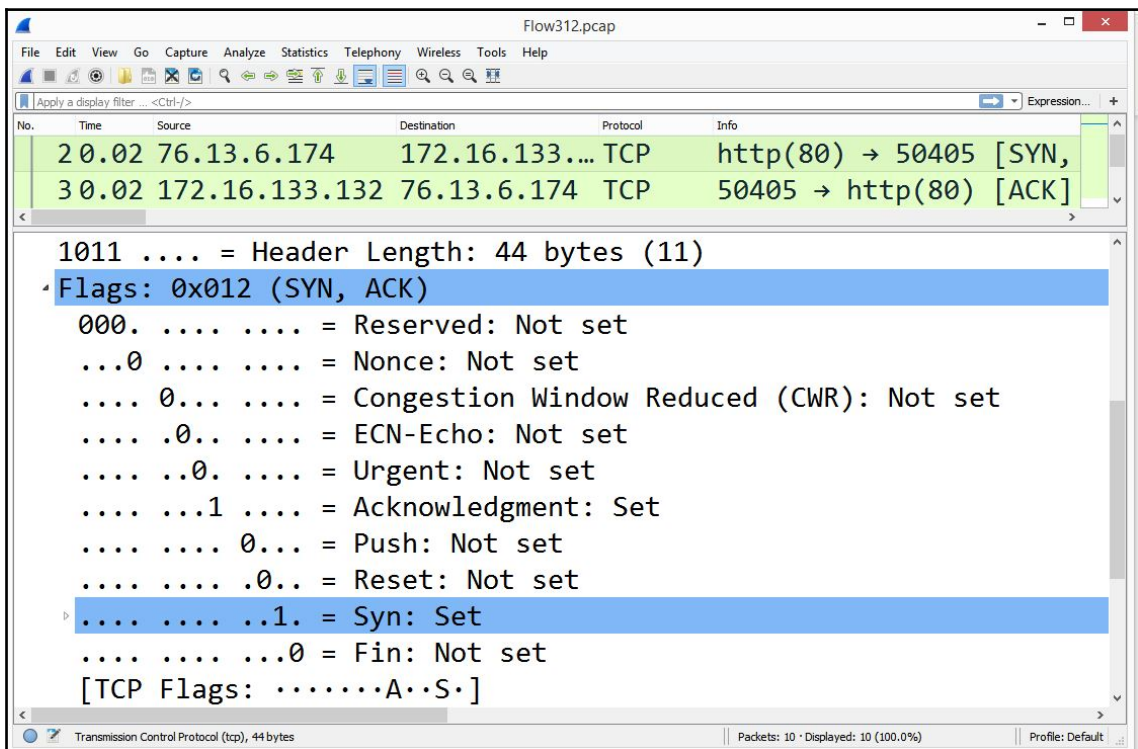 Flow312.pcap
File Edit View Go Capture Analyze Statistics Telephony Wireless Tools Help
Apply a display filter ... <Ctrl-/> Expression... +
No. Time Source Destination Protocol Info
2 0.02 76.13.6.174 172.16.133.… TCP http(80) → 50405 [SYN,
3 0.02 172.16.133.132 76.13.6.174 TCP 50405 → http(80) [ACK]
1011 .... = Header Length: 44 bytes (11)
Flags: 0x012 (SYN, ACK)
000. .... .... = Reserved: Not set
...0 .... .... = Nonce: Not set
.... 0... .... = Congestion Window Reduced (CWR): Not set
.... .0.. .... = ECN-Echo: Not set
.... ..0. .... = Urgent: Not set
.... ...1 .... = Acknowledgment: Set
.... .... 0... = Push: Not set
.... .... .0.. = Reset: Not set
.... .... ..1. = Syn: Set
.... .... ...0 = Fin: Not set
[TCP Flags: ·······A··S·]
Transmission Control Protocol (tcp), 44 bytes Packets: 10 · Displayed: 10 (100.0%) Profile: Default